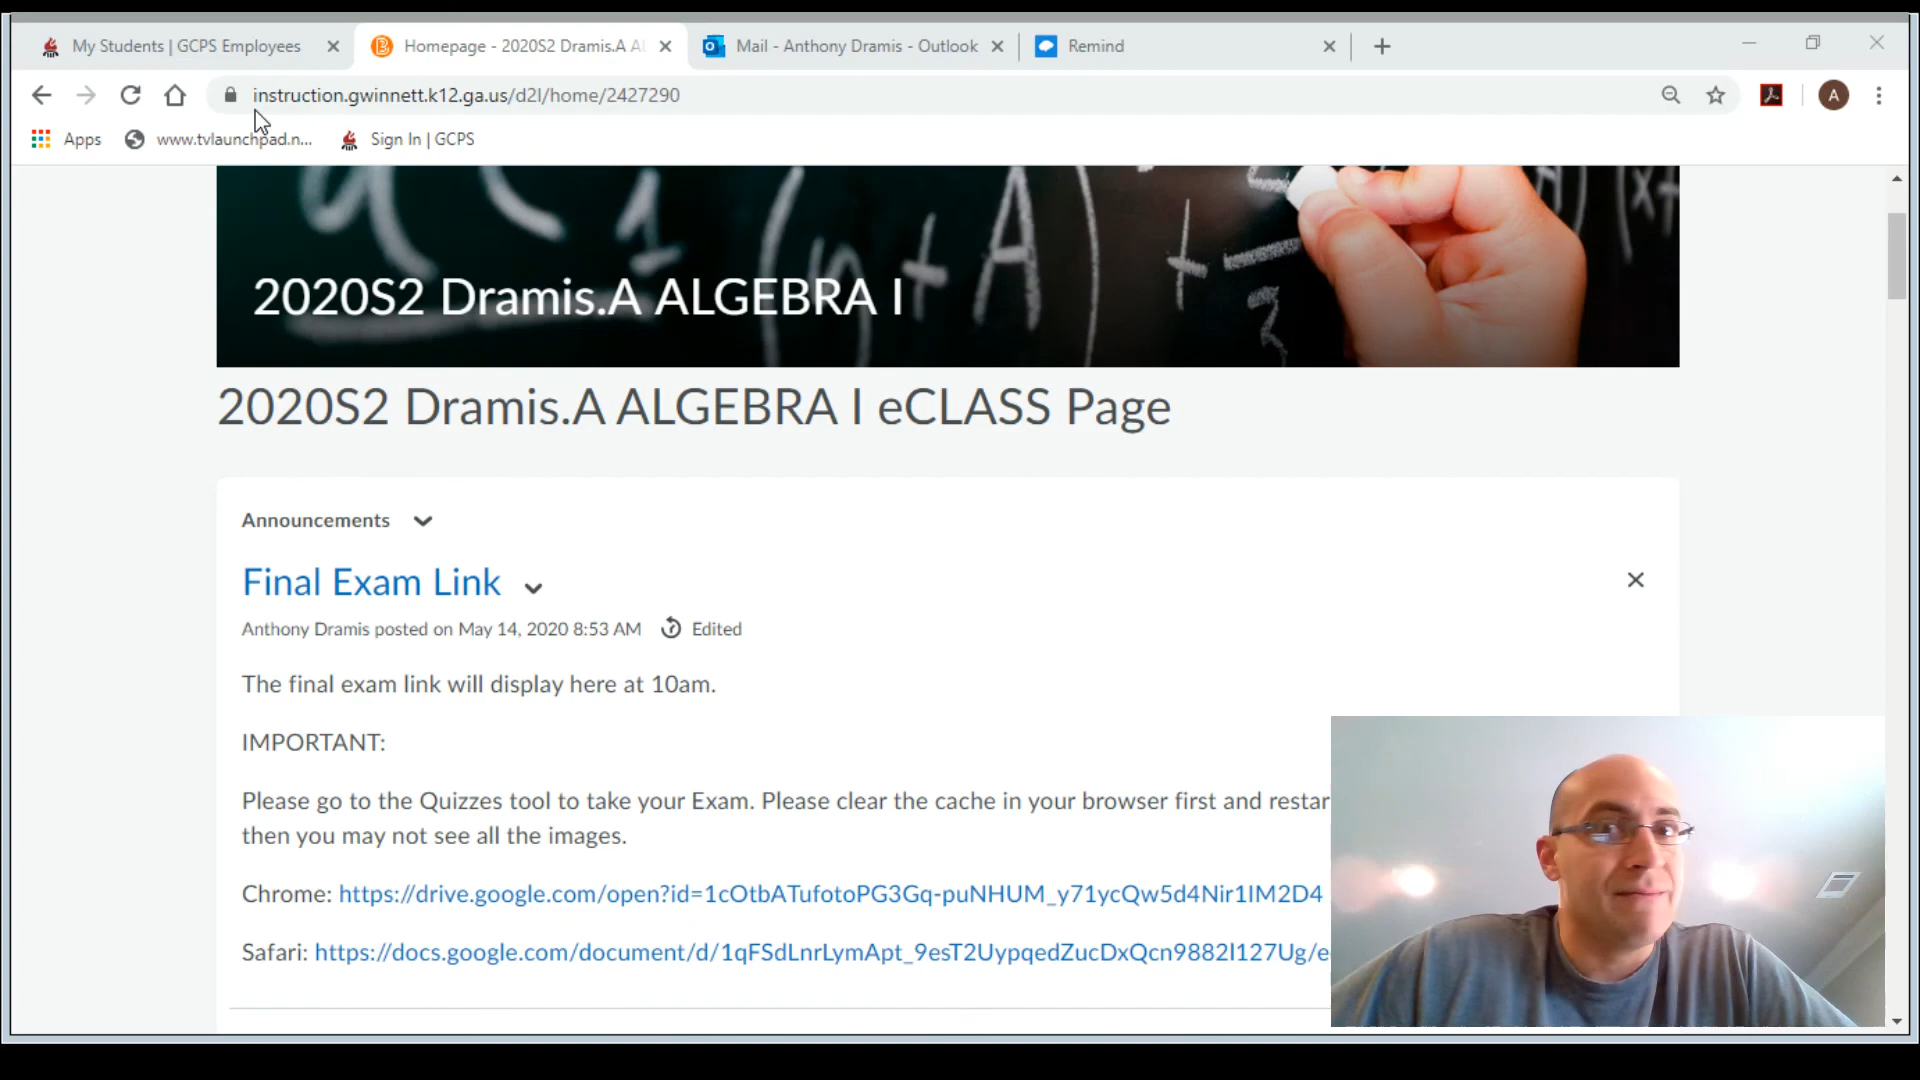 My Students | GCPS Employees
Homepage - 2020S2 Dramis.A Al
Mail - Anthony Dramis - Outlook
Remind
instruction.gwinnett.k12.ga.us/d2l/home/2427290
A
Apps
www.tvlaunchpad.n...
Sign In | GCPS
2020S2 Dramis.A ALGEBRA I
2020S2 Dramis.A ALGEBRA I eCLASS Page
Announcements
Final Exam Link
Anthony Dramis posted on May 14, 2020 8:53 AM
Edited
The final exam link will display here at 10am.
IMPORTANT:
Please go to the Quizzes tool to take your Exam. Please clear the cache in your browser first and restar
then you may not see all the images.
Chrome: https://drive.google.com/open?id=1cOtbATufotoPG3Gq-puNHUM_y71ycQw5d4Nir1IM2D4
Safari: https://docs.google.com/document/d/1qFSdLnrLymApt_9esT2UypqedZucDxQcn9882l127Ug/e